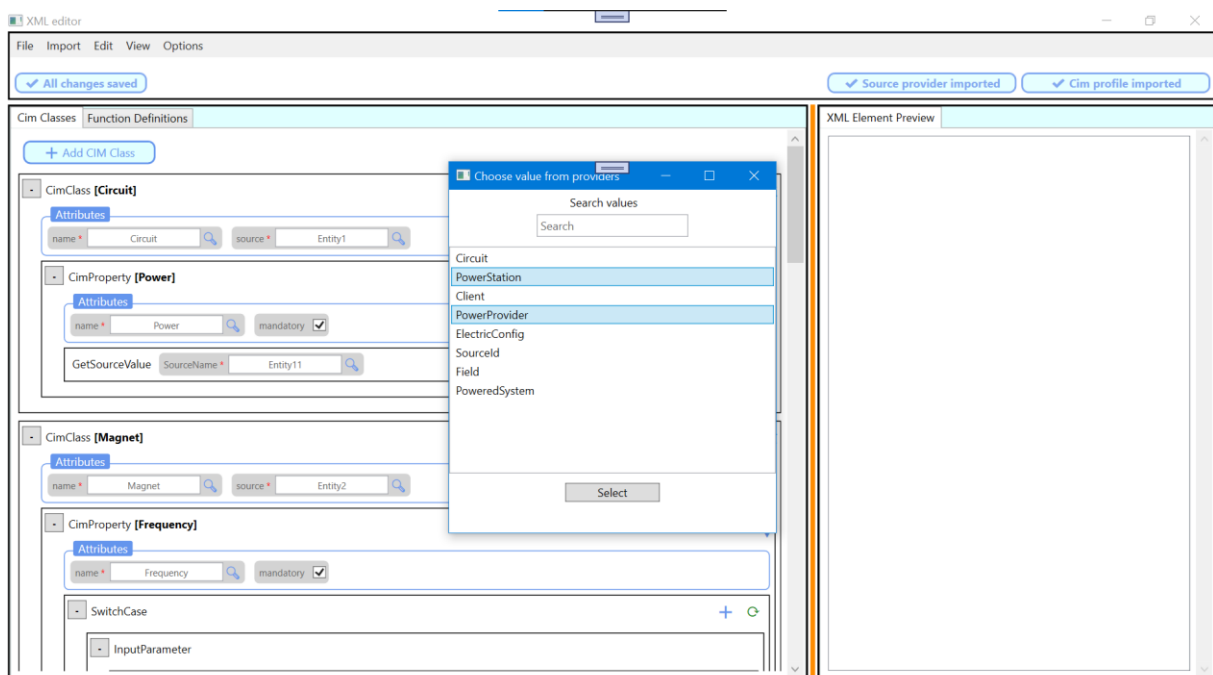 XML editor
File Import Edit View Options
All changes saved
Source provider imported
Cim profile imported
Cim Classes Function Definitions
+ Add CIM Class
- CimClass [Circuit]
Attributes
name * Circuit source * Entity1
- CimProperty [Power]
Attributes
name * Power mandatory
GetSourceValue SourceName * Entity11
- CimClass [Magnet]
Attributes
name * Magnet source * Entity2
- CimProperty [Frequency]
Attributes
name * Frequency mandatory
- SwitchCase
- InputParameter
Choose value from providers
Search values
Search
Circuit
PowerStation
Client
PowerProvider
ElectricConfig
SourceId
Field
PoweredSystem
Select
XML Element Preview